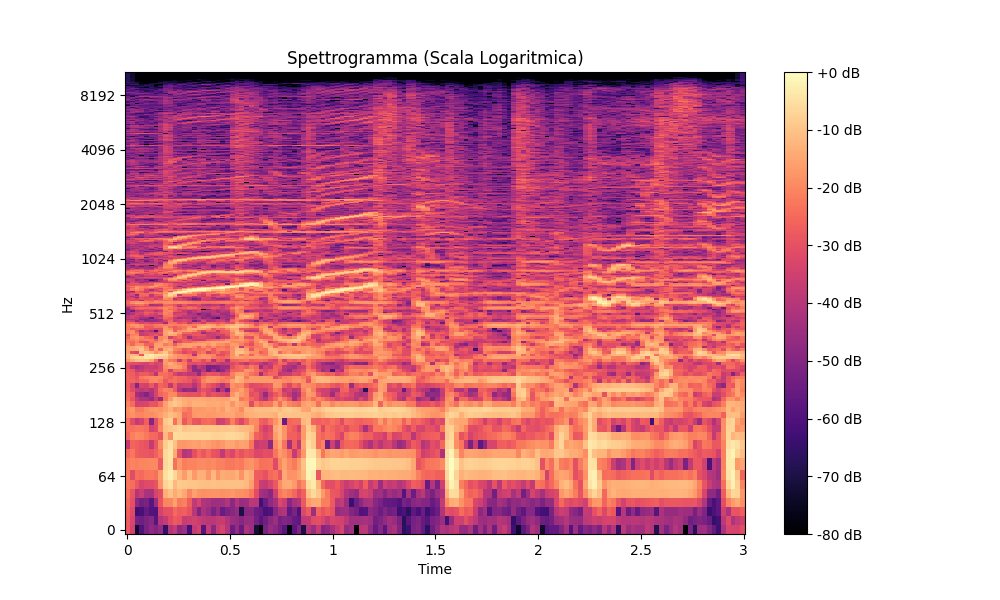 Spettrogramma (Scala Logaritmica)
8192
4096
2048
1024
512
256
128
64
0
Hz
0
0.5
1
1.5
2
2.5
3
Time
+0 dB
-10 dB
-20 dB
-30 dB
-40 dB
-50 dB
-60 dB
-70 dB
-80 dB